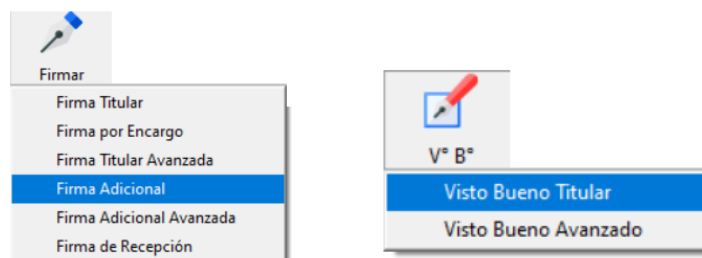 Firmar
Firma Titular
Firma por Encargo
Firma Titular Avanzada
Firma Adicional
Firma Adicional Avanzada
Firma de Recepción
V° B°
Visto Bueno Titular
Visto Bueno Avanzado